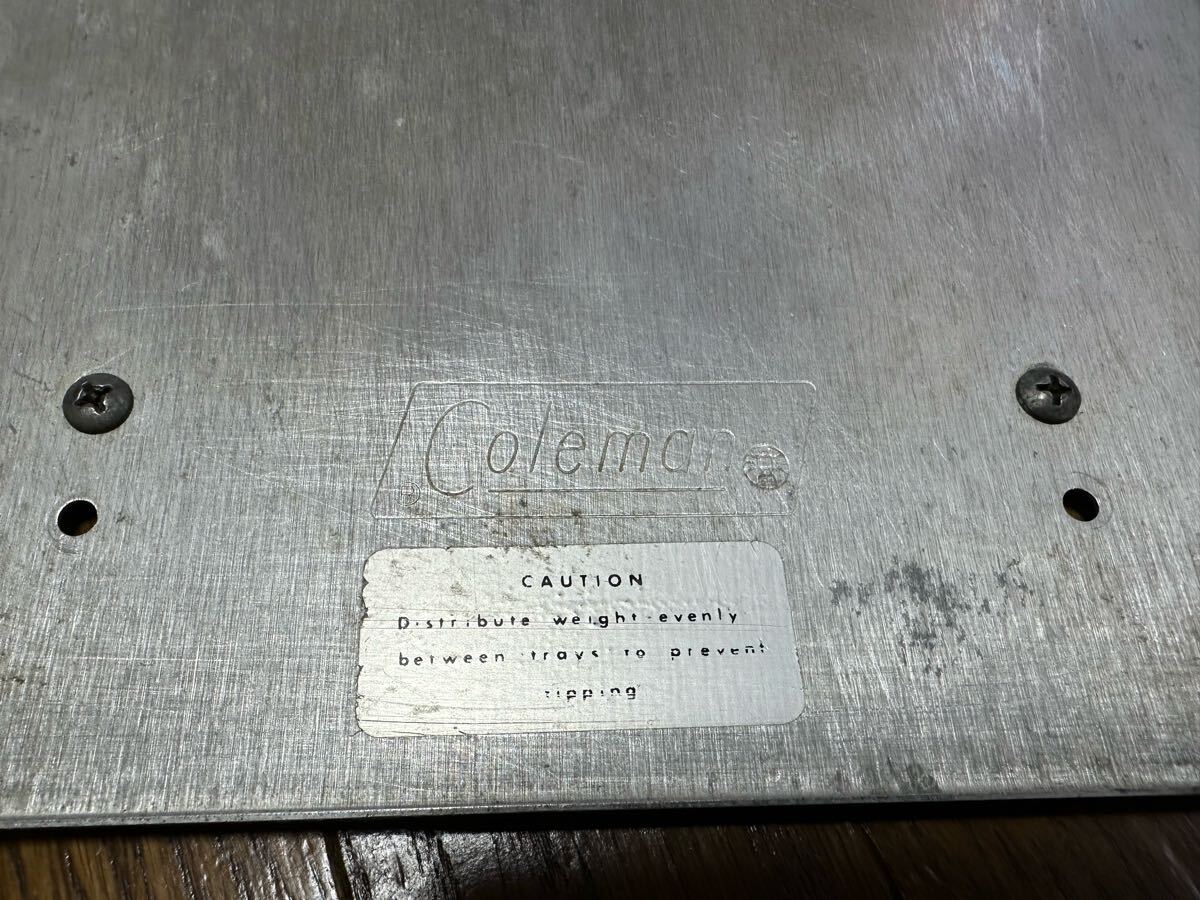 Coleman
®
CAUTION
Distribute weight evenly
between trays to prevent
tipping